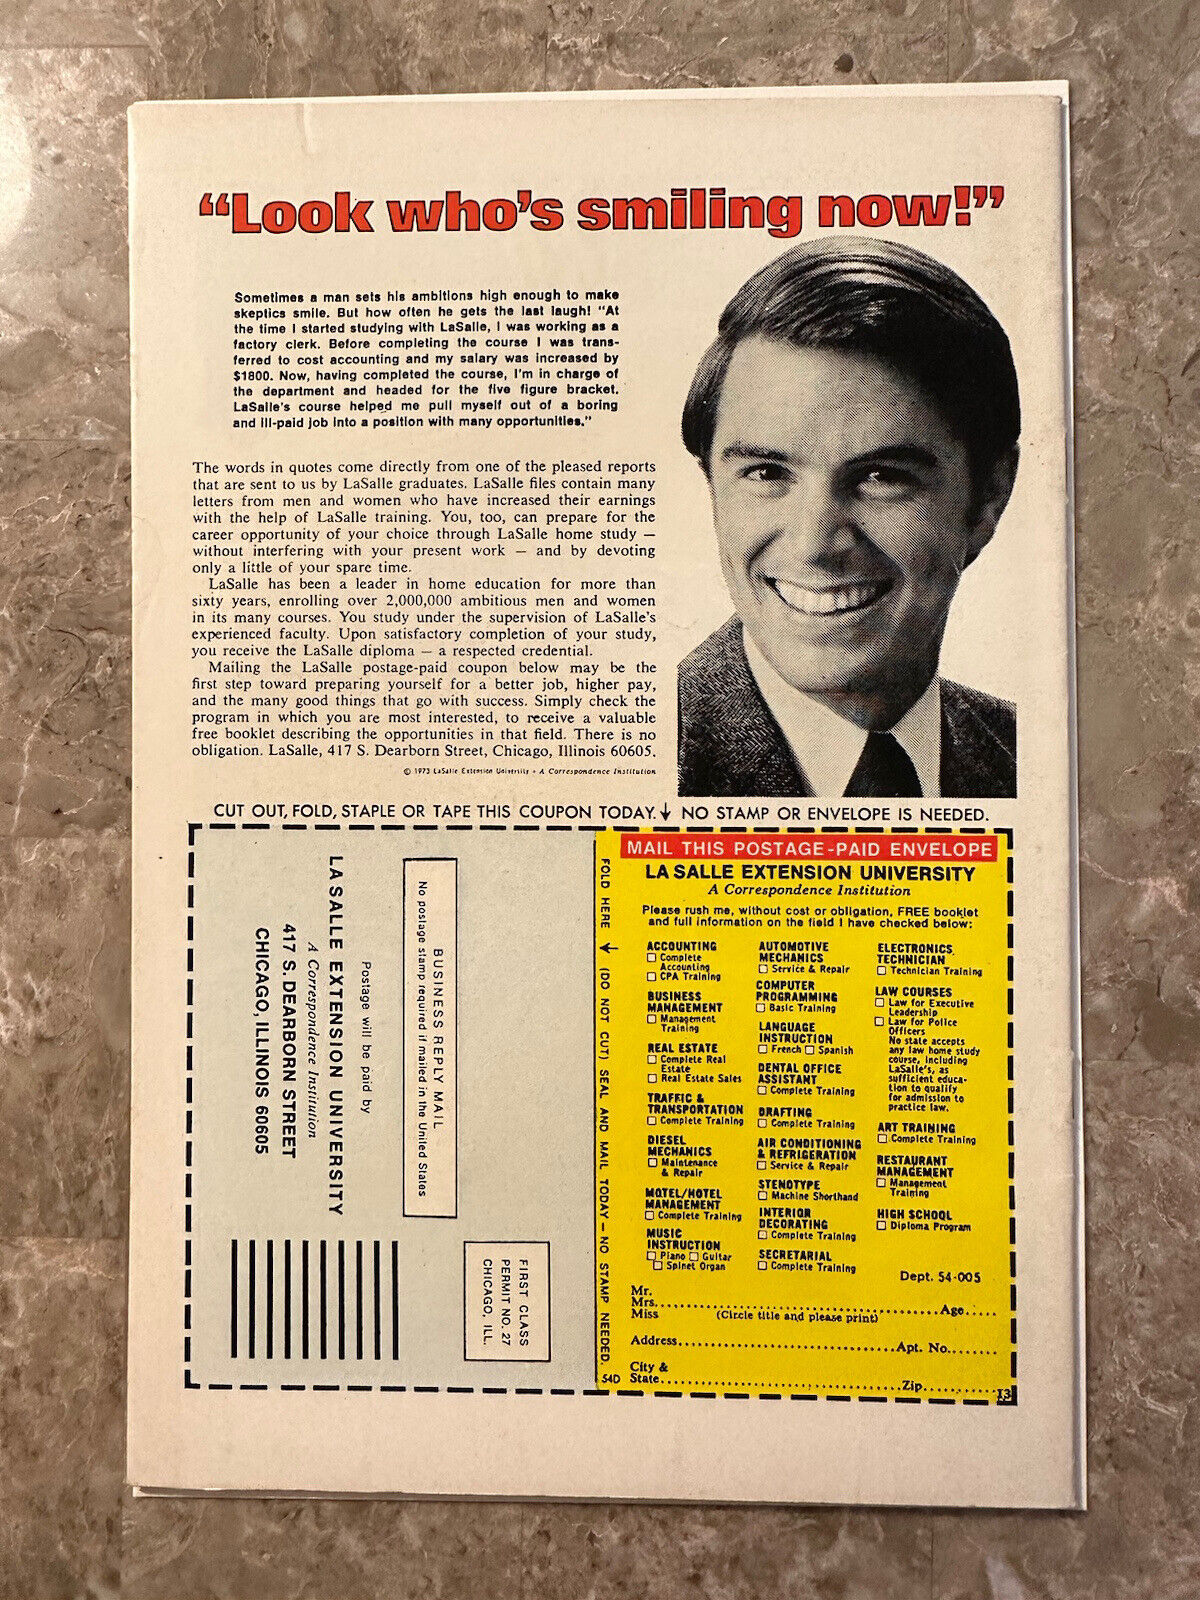 “Look who's smiling now!”
Sometimes a man sets his ambitions high enough to make
skeptics smile. But how often he gets the last laugh! "At
the time I started studying with LaSalle, I was working as a
factory clerk. Before completing the course I was trans-
ferred to cost accounting and my salary was increased by
$1800. Now, having completed the course, I'm in charge of
the department and headed for the five figure bracket.
LaSalle's course helped me pull myself out of a boring
and ill-paid job into a position with many opportunities."
The words in quotes come directly from one of the pleased reports
that are sent to us by LaSalle graduates. LaSalle files contain many
letters from men and women who have increased their earnings
with the help of LaSalle training. You, too, can prepare for the
career opportunity of your choice through LaSalle home study —
without interfering with your present work — and by devoting
only a little of your spare time.
LaSalle has been a leader in home education for more than
sixty years, enrolling over 2,000,000 ambitious men and women
in its many courses. You study under the supervision of LaSalle's
experienced faculty. Upon satisfactory completion of your study,
you receive the LaSalle diploma — a respected credential.
Mailing the LaSalle postage-paid coupon below may be the
first step toward preparing yourself for a better job, higher pay,
and the many good things that go with success. Simply check the
program in which you are most interested, to receive a valuable
free booklet describing the opportunities in that field. There is no
obligation. LaSalle, 417 S. Dearborn Street, Chicago, Illinois 60605.
© 1973 LaSalle Extension University • A Correspondence Institution
CUT OUT, FOLD, STAPLE OR TAPE THIS COUPON TODAY. ↓ NO STAMP OR ENVELOPE IS NEEDED.
FIRST CLASS
PERMIT NO. 27
CHICAGO, ILL.
BUSINESS REPLY MAIL
No postage stamp required if mailed in the United States
Postage will be paid by
LA SALLE EXTENSION UNIVERSITY
A Correspondence Institution
417 S. DEARBORN STREET
CHICAGO, ILLINOIS 60605
FOLD HERE ↓ (DO NOT CUT) SEAL AND MAIL TODAY — NO STAMP NEEDED.
54D
MAIL THIS POSTAGE-PAID ENVELOPE
LA SALLE EXTENSION UNIVERSITY
A Correspondence Institution
Please rush me, without cost or obligation, FREE booklet
and full information on the field I have checked below:
ACCOUNTING
☐ Complete
Accounting
☐ CPA Training
BUSINESS
MANAGEMENT
☐ Management
Training
REAL ESTATE
☐ Complete Real
Estate
☐ Real Estate Sales
TRAFFIC &
TRANSPORTATION
☐ Complete Training
DIESEL
MECHANICS
☐ Maintenance
& Repair
MOTEL/HOTEL
MANAGEMENT
☐ Complete Training
MUSIC
INSTRUCTION
☐ Piano ☐ Guitar
☐ Spinet Organ
AUTOMOTIVE
MECHANICS
☐ Service & Repair
COMPUTER
PROGRAMMING
☐ Basic Training
LANGUAGE
INSTRUCTION
☐ French ☐ Spanish
DENTAL OFFICE
ASSISTANT
☐ Complete Training
DRAFTING
☐ Complete Training
AIR CONDITIONING
& REFRIGERATION
☐ Service & Repair
STENOTYPE
☐ Machine Shorthand
INTERIOR
DECORATING
☐ Complete Training
SECRETARIAL
☐ Complete Training
ELECTRONICS
TECHNICIAN
☐ Technician Training
LAW COURSES
☐ Law for Executive
Leadership
☐ Law for Police
Officers
No state accepts
any law home study
course, including
LaSalle's, as
sufficient educa-
tion to qualify
for admission to
practice law.
ART TRAINING
☐ Complete Training
RESTAURANT
MANAGEMENT
☐ Management
Training
HIGH SCHOOL
☐ Diploma Program
Dept. 54-005
Mr.
Mrs. Age
Miss (Circle title and please print)
Address Apt. No.
City &
State Zip
13